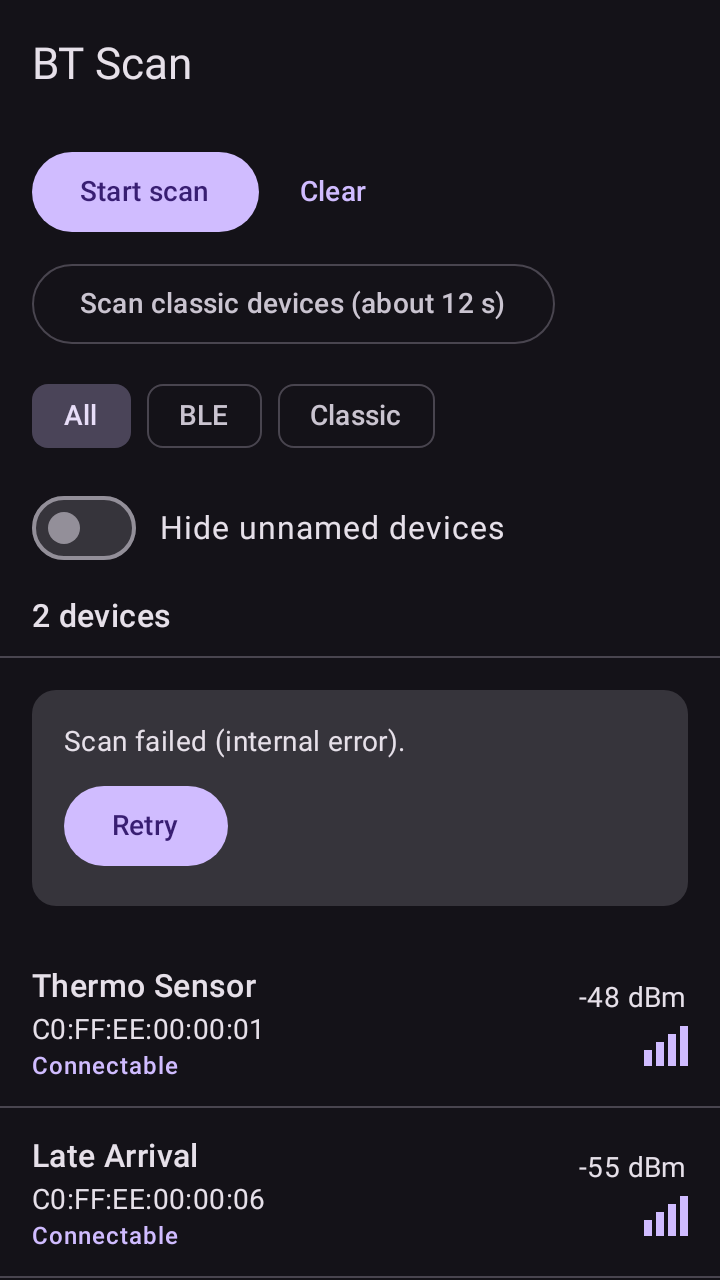 BT Scan
Start scan
Clear
Scan classic devices (about 12 s)
All
BLE
Classic
Hide unnamed devices
2 devices
Scan failed (internal error).
Retry
Thermo Sensor
C0:FF:EE:00:00:01
Connectable
-48 dBm
Late Arrival
C0:FF:EE:00:00:06
Connectable
-55 dBm